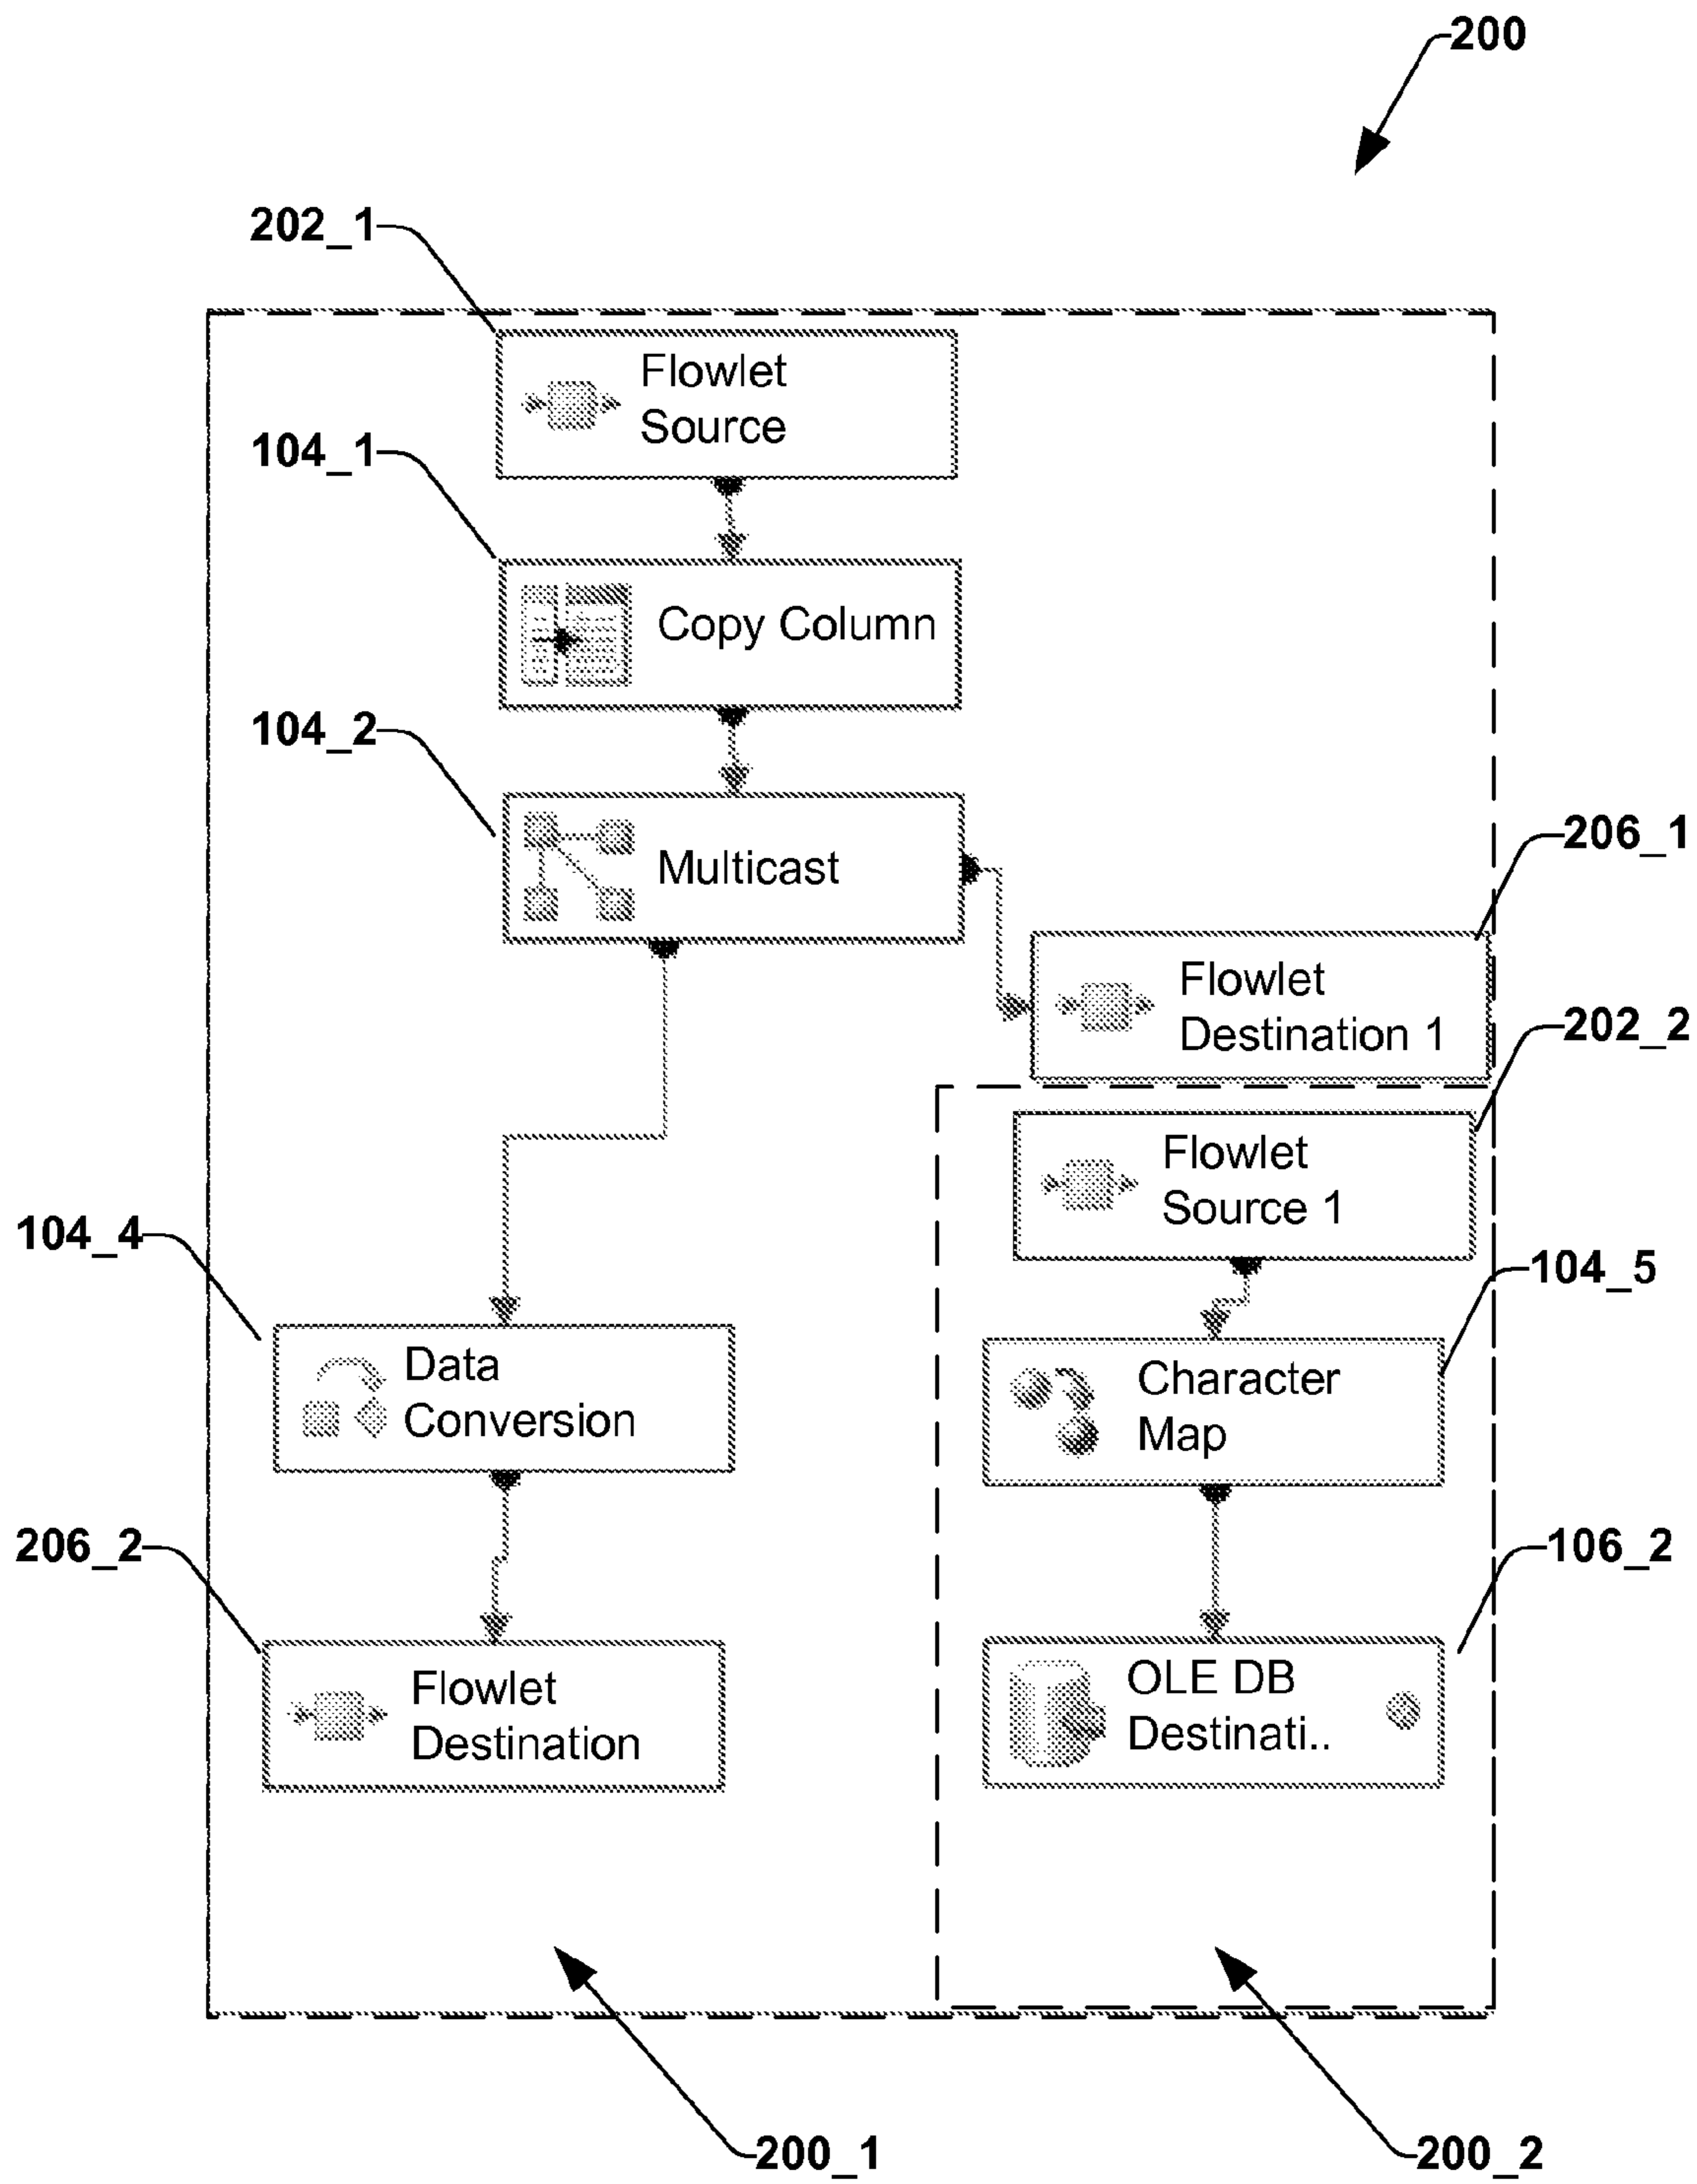 200
202_1
Flowlet
Source
104_1
Copy Column
104_2
Multicast
206_1
Flowlet
Destination 1
202_2
Flowlet
Source 1
104_4
104_5
Data
Conversion
Character
Map
206_2
106_2
Flowlet
Destination
OLE DB
Destinati..
200_1
200_2